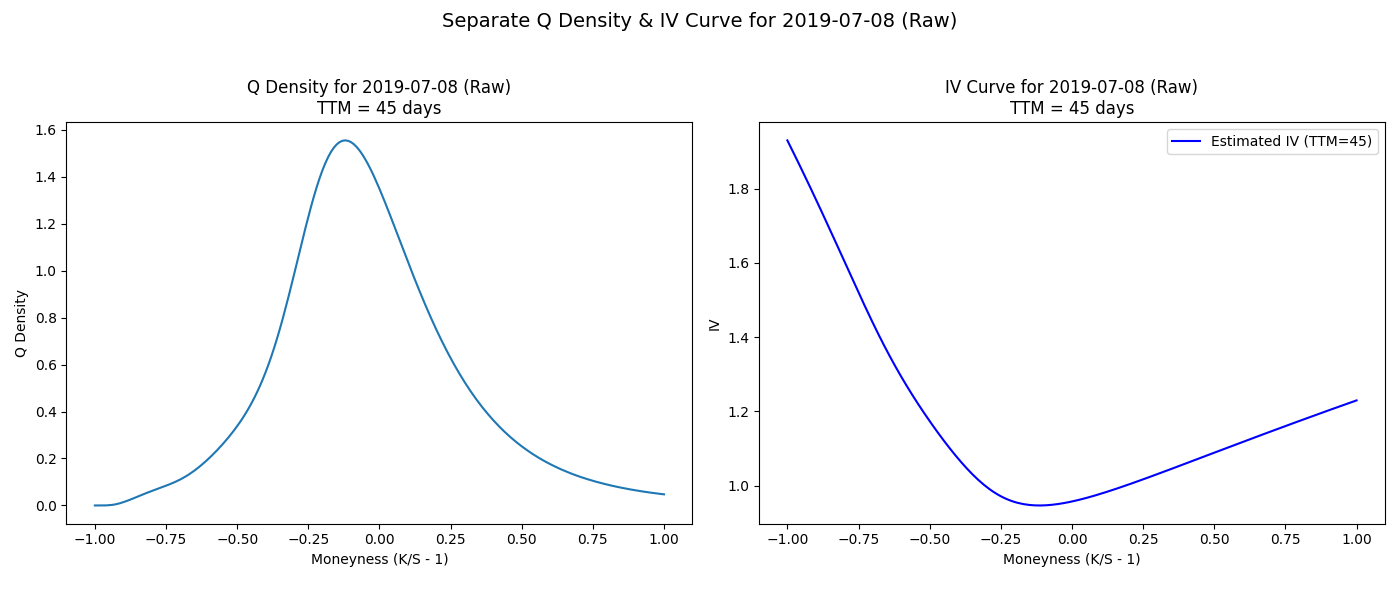 Separate Q Density & IV Curve for 2019-07-08 (Raw)
Q Density for 2019-07-08 (Raw)
TTM = 45 days
1.6
1.4
1.2
1.0
0.8
0.6
0.4
0.2
0.0
Q Density
−1.00 −0.75 −0.50 −0.25 0.00 0.25 0.50 0.75 1.00
Moneyness (K/S - 1)
IV Curve for 2019-07-08 (Raw)
TTM = 45 days
Estimated IV (TTM=45)
1.8
1.6
1.4
1.2
1.0
IV
−1.00 −0.75 −0.50 −0.25 0.00 0.25 0.50 0.75 1.00
Moneyness (K/S - 1)